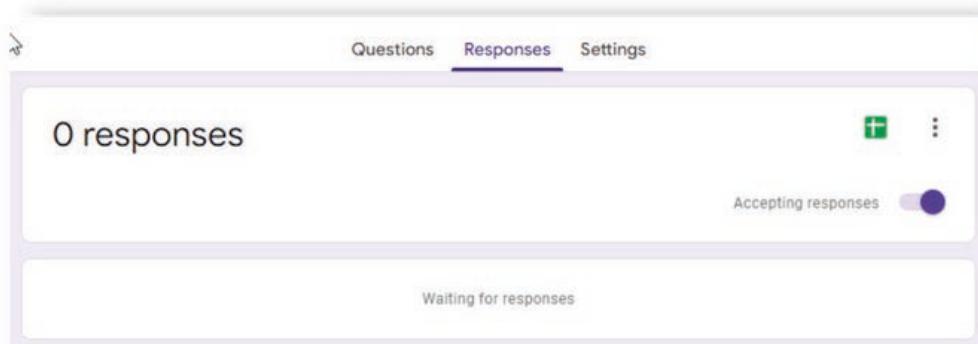 Questions Responses Settings
0 responses
Accepting responses
Waiting for responses